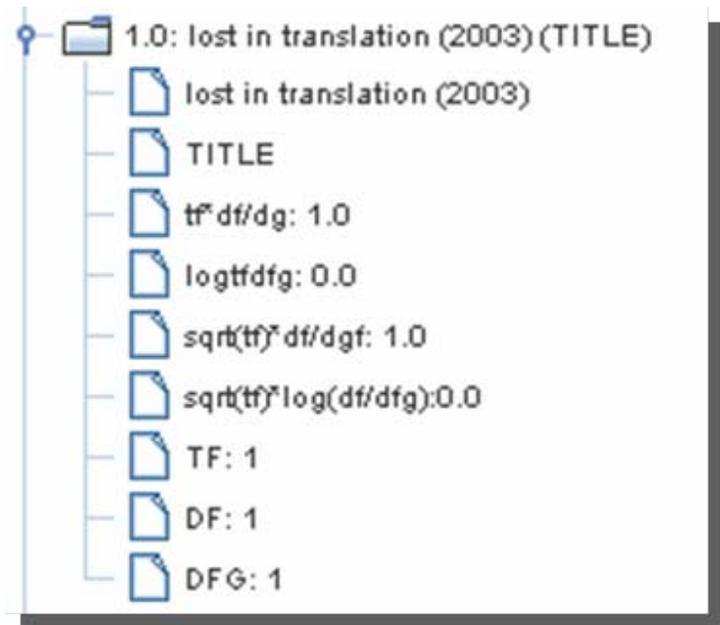 1.0: lost in translation (2003) (TITLE)
lost in translation (2003)
TITLE
tf*df/dg: 1.0
logtfdfg: 0.0
sqrt(tf)*df/dgf: 1.0
sqrt(tf)*log(df/dfg):0.0
TF: 1
DF: 1
DFG: 1